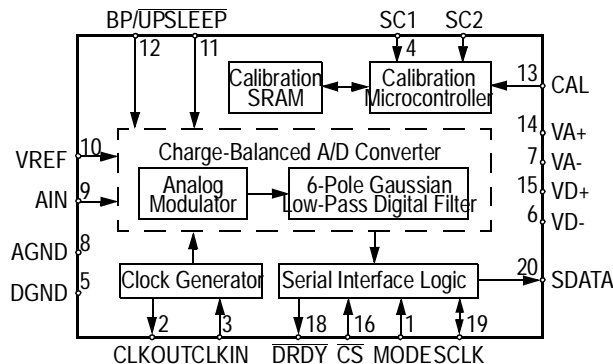 BP/UPSLEEP SC1 SC2
12 11 4
Calibration SRAM
Calibration Microcontroller
13 CAL
14 VA+
7 VA-
15 VD+
6 VD-
VREF 10
AIN 9
Charge-Balanced A/D Converter
Analog Modulator
6-Pole Gaussian Low-Pass Digital Filter
AGND 8
DGND 5
Clock Generator
Serial Interface Logic
20 SDATA
2 3 18 16 1 19
CLKOUT CLKIN DRDY CS MODE SCLK